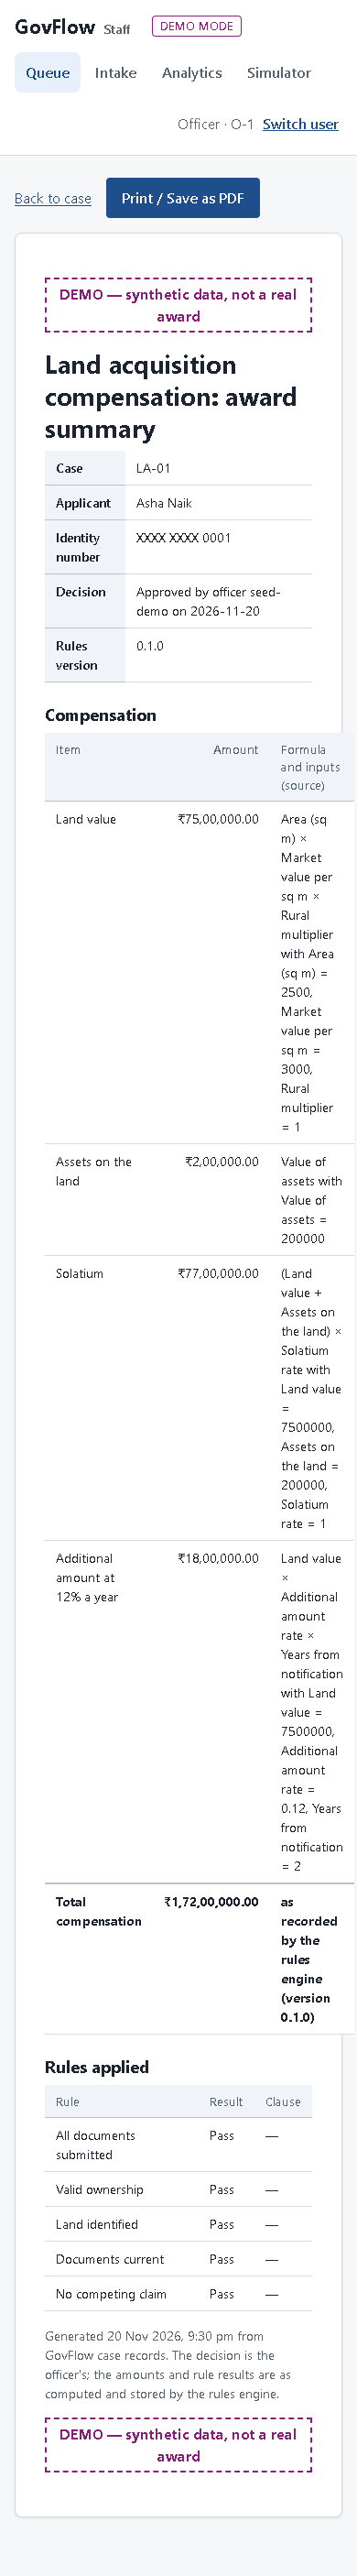 GovFlow Staff DEMO MODE
Queue Intake Analytics Simulator
Officer · O-1 Switch user
Back to case Print / Save as PDF
DEMO — synthetic data, not a real
award
Land acquisition
compensation: award
summary
Case LA-01
Applicant Asha Naik
Identity
number
XXXX XXXX 0001
Decision
Approved by officer seed-
demo on 2026-11-20
Rules
version
0.1.0
Compensation
Item Amount
Formula
and inputs
(source)
Land value ₹75,00,000.00
Area (sq
m) ×
Market
value per
sq m ×
Rural
multiplier
with Area
(sq m) =
2500,
Market
value per
sq m =
3000,
Rural
multiplier
= 1
Assets on the
land
₹2,00,000.00
Value of
assets with
Value of
assets =
200000
Solatium ₹77,00,000.00
(Land
value +
Assets on
the land) ×
Solatium
rate with
Land value
=
7500000,
Assets on
the land =
200000,
Solatium
rate = 1
Additional
amount at
12% a year
₹18,00,000.00
Land value
×
Additional
amount
rate ×
Years from
notification
with Land
value =
7500000,
Additional
amount
rate =
0.12, Years
from
notification
= 2
Total
compensation
₹1,72,00,000.00
as
recorded
by the
rules
engine
(version
0.1.0)
Rules applied
Rule Result Clause
All documents
submitted
Pass —
Valid ownership Pass —
Land identified Pass —
Documents current Pass —
No competing claim Pass —
Generated 20 Nov 2026, 9:30 pm from
GovFlow case records. The decision is the
officer's; the amounts and rule results are as
computed and stored by the rules engine.
DEMO — synthetic data, not a real
award